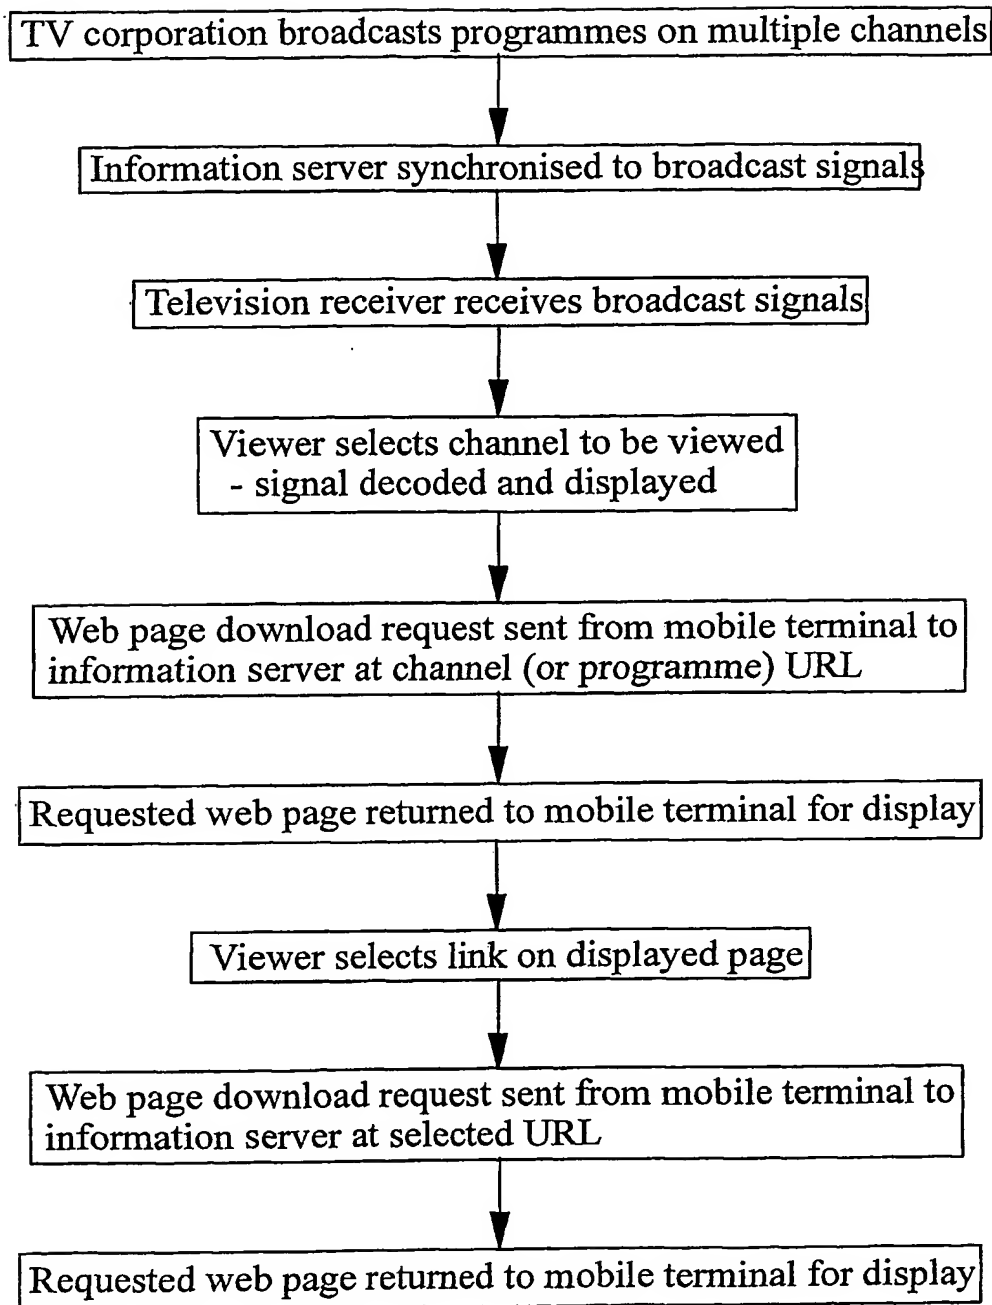 TV corporation broadcasts programmes on multiple channels
Information server synchronised to broadcast signals
Television receiver receives broadcast signals
Viewer selects channel to be viewed
- signal decoded and displayed
Web page download request sent from mobile terminal to
information server at channel (or programme) URL
Requested web page returned to mobile terminal for display
Viewer selects link on displayed page
Web page download request sent from mobile terminal to
information server at selected URL
Requested web page returned to mobile terminal for display